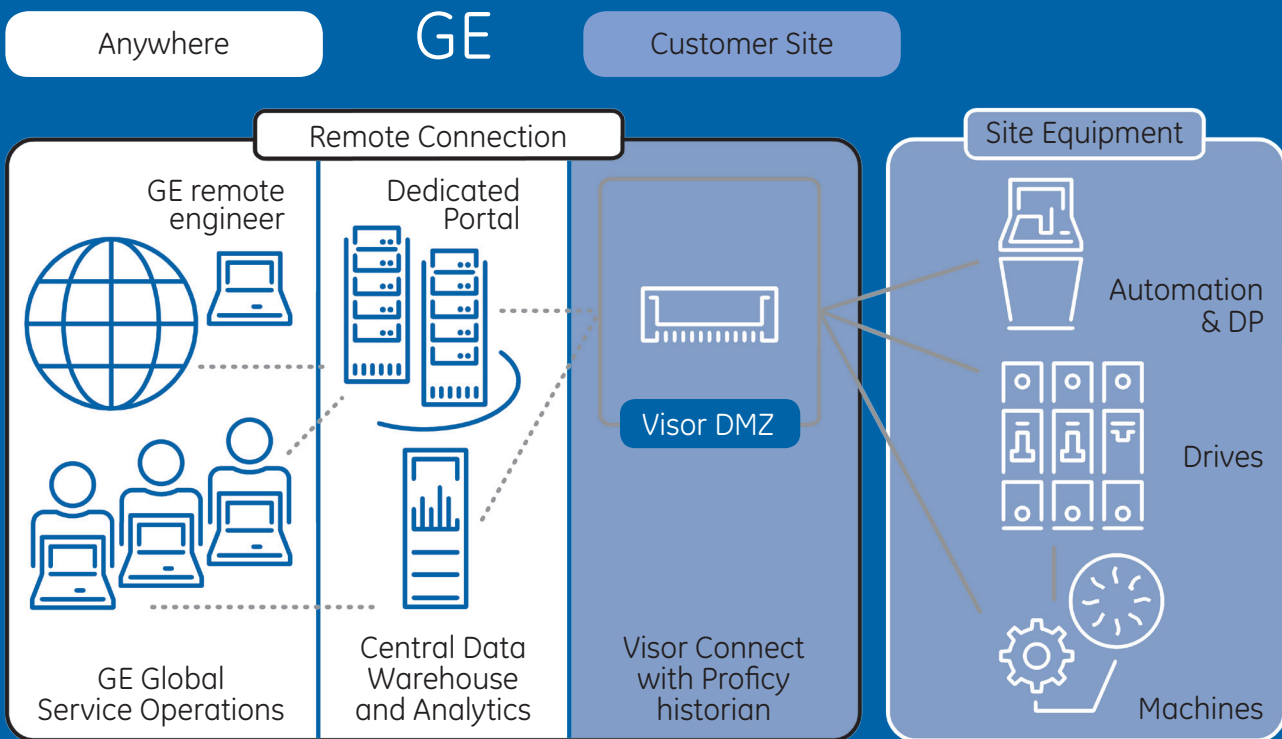 Anywhere
GE
Customer Site
Remote Connection
Site Equipment
GE remote
engineer
Dedicated
Portal
Automation
& DP
Visor DMZ
Drives
GE Global
Service Operations
Central Data
Warehouse
and Analytics
Visor Connect
with Proficy
historian
Machines